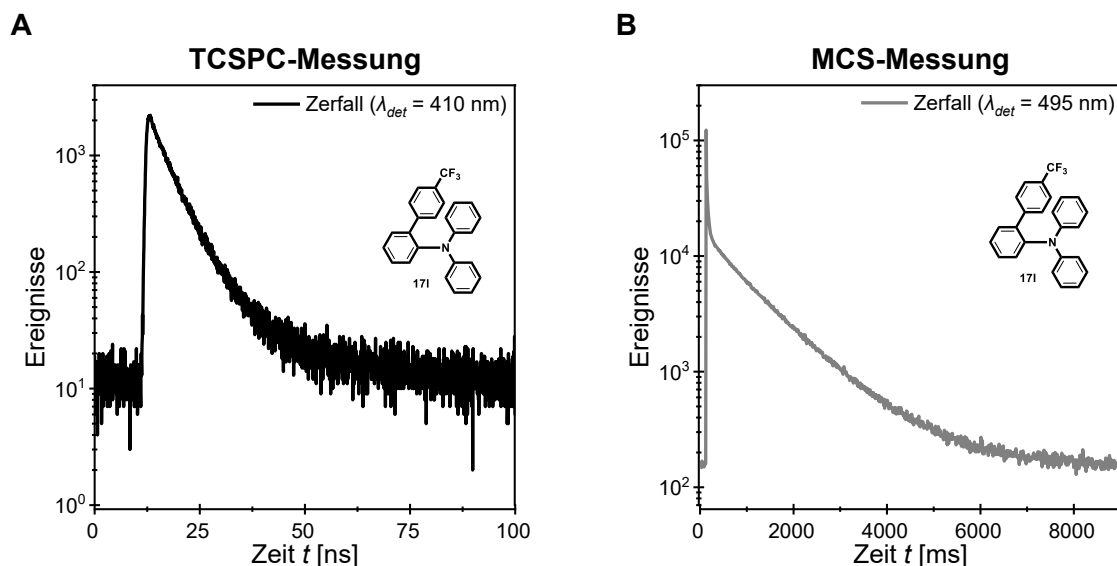 A
TCSPC-Messung
Zerfall (λdet = 410 nm)
CF₃
N
17l
Ereignisse
10³
10²
10¹
10⁰
0 25 50 75 100
Zeit t [ns]
B
MCS-Messung
Zerfall (λdet = 495 nm)
CF₃
N
17l
Ereignisse
10⁵
10⁴
10³
10²
0 2000 4000 6000 8000
Zeit t [ms]